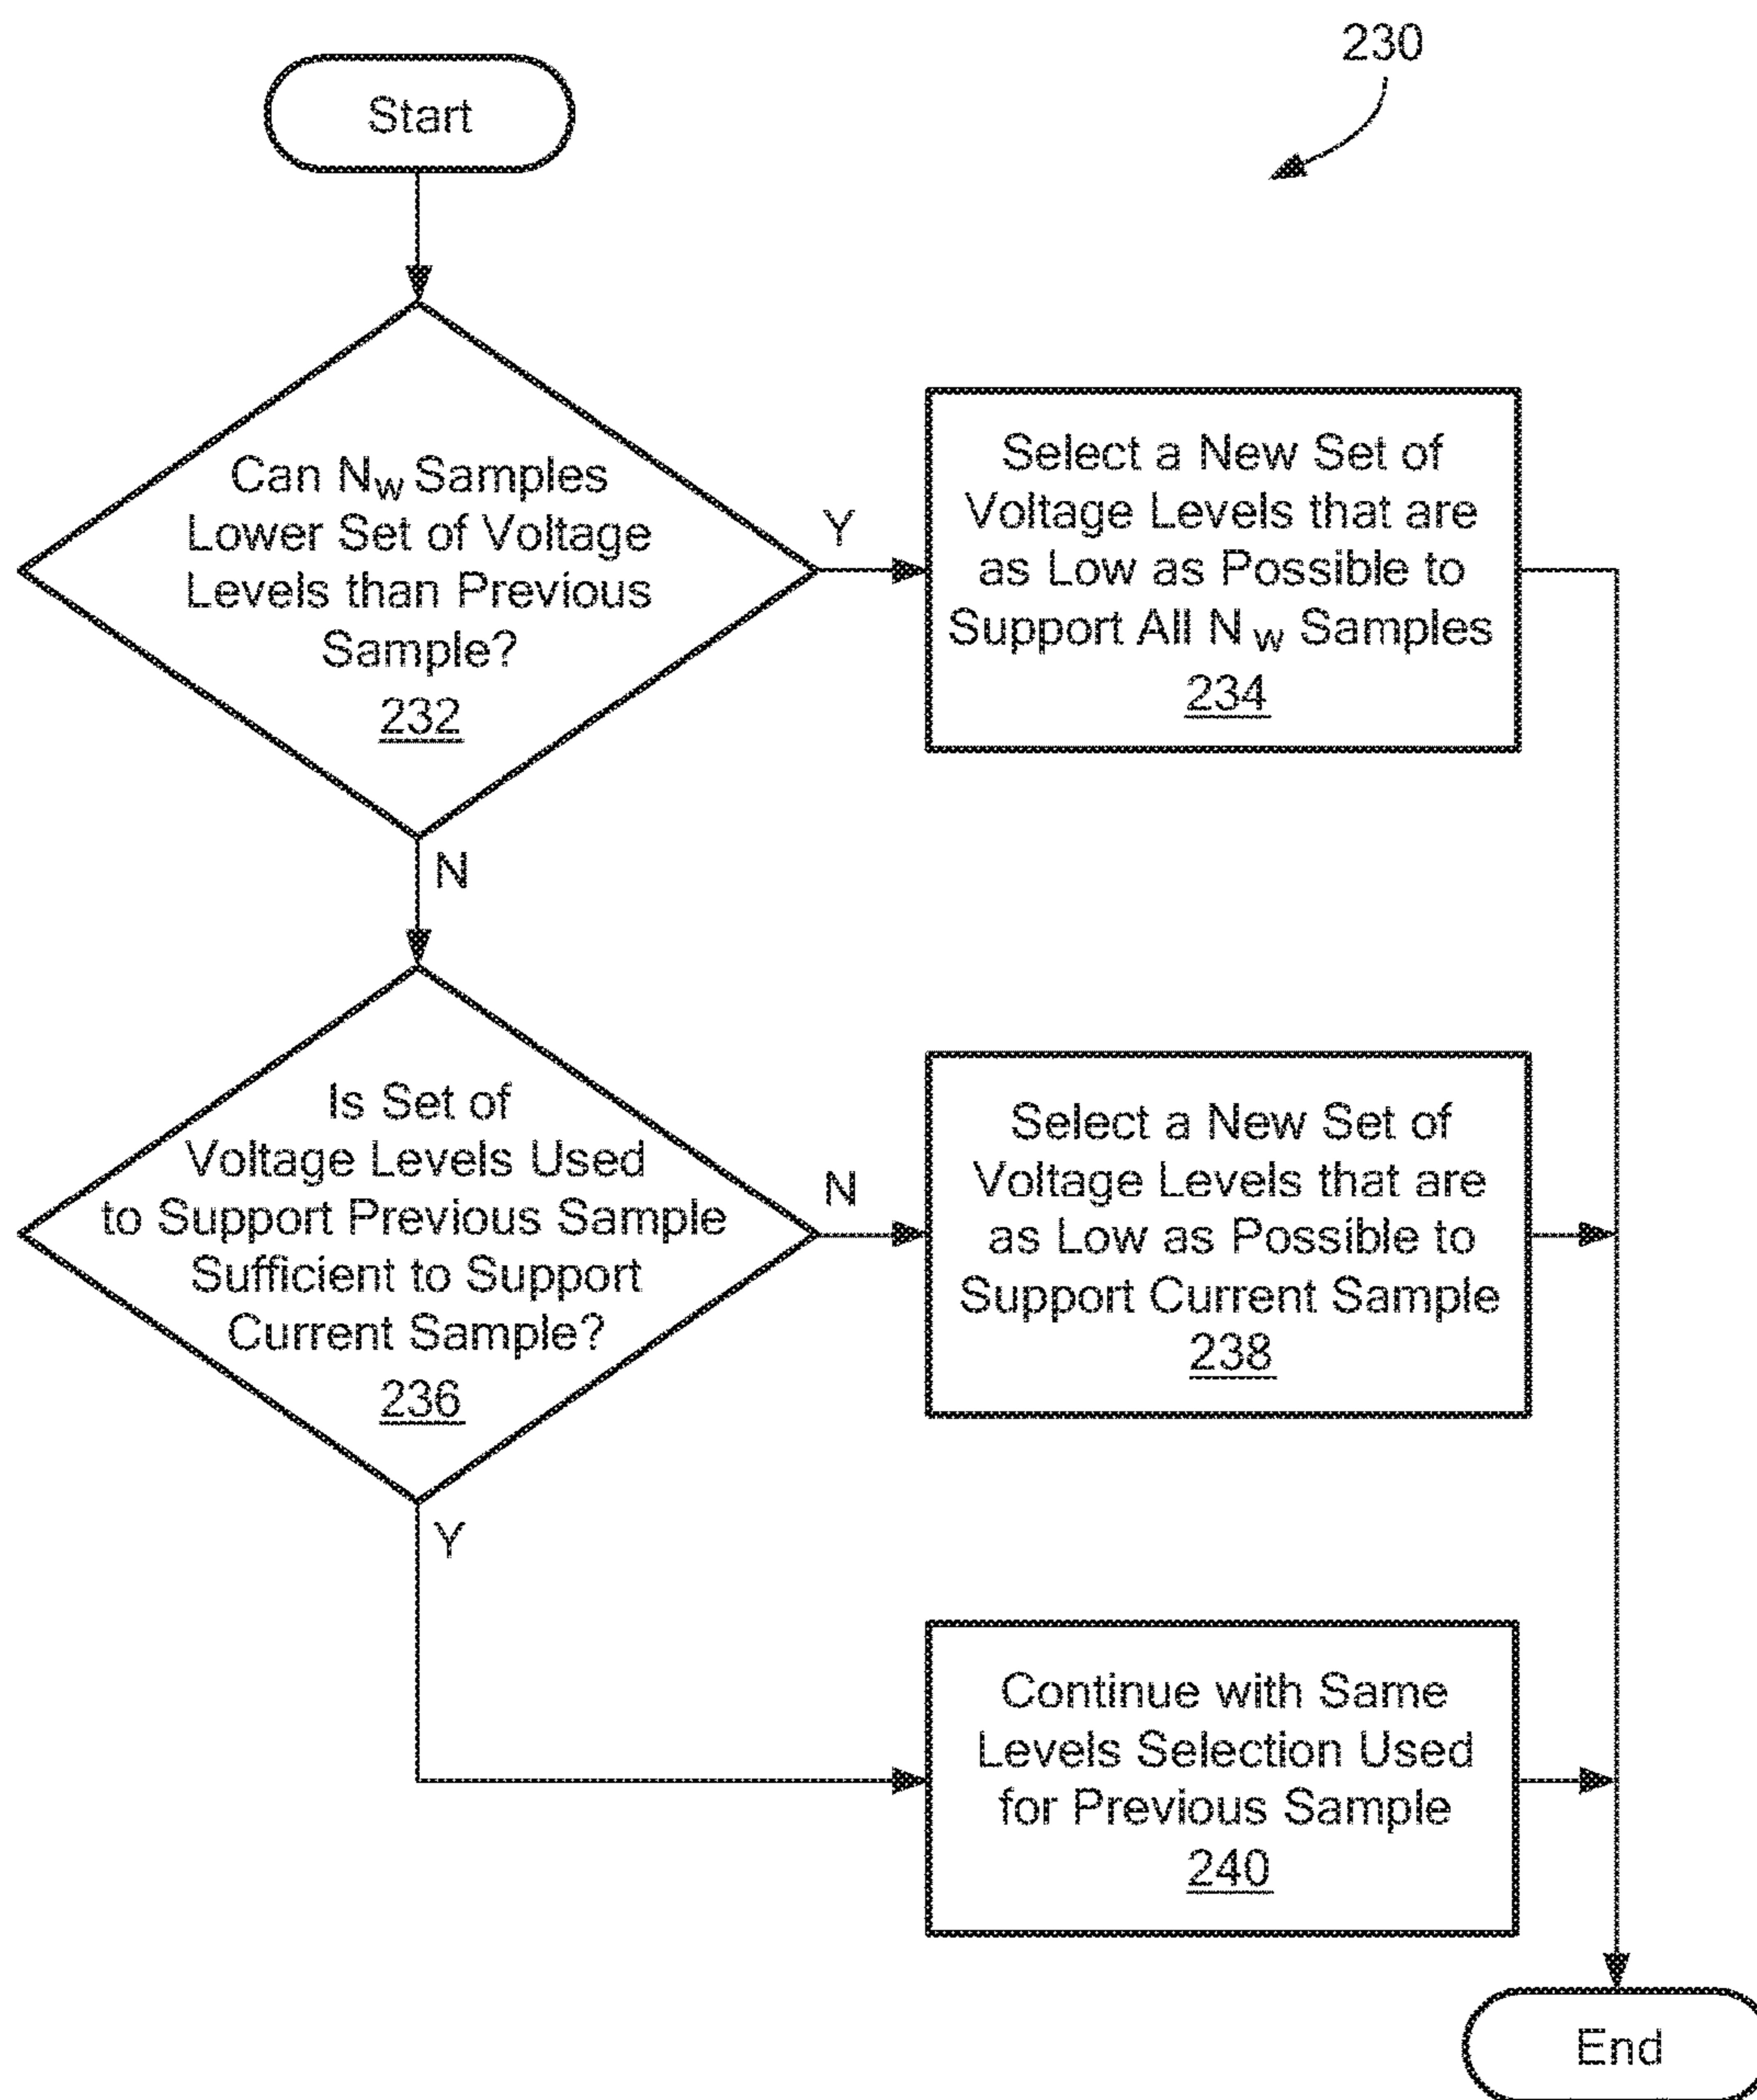 230
Start
Can Nw Samples
Lower Set of Voltage
Levels than Previous
Sample?
232
Y
Select a New Set of
Voltage Levels that are
as Low as Possible to
Support All Nw Samples
234
N
Is Set of
Voltage Levels Used
to Support Previous Sample
Sufficient to Support
Current Sample?
236
N
Select a New Set of
Voltage Levels that are
as Low as Possible to
Support Current Sample
238
Y
Continue with Same
Levels Selection Used
for Previous Sample
240
End